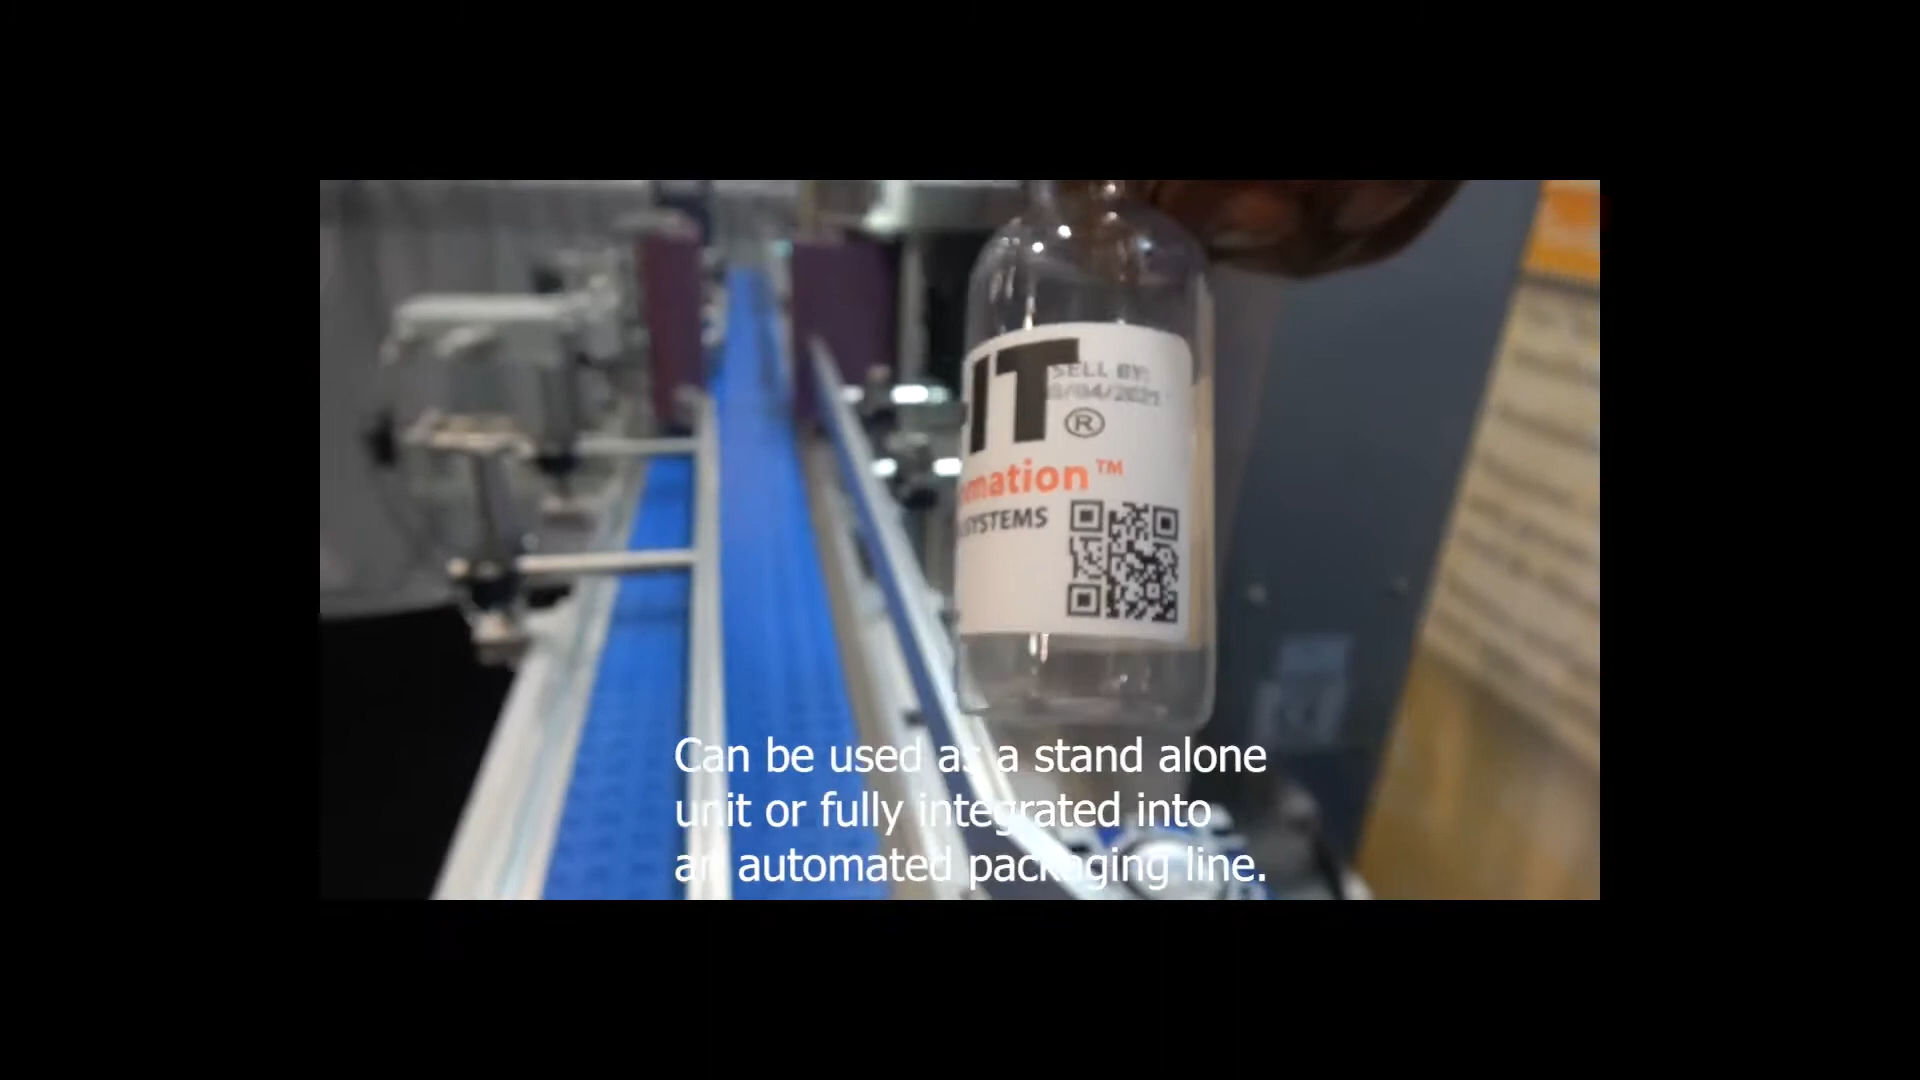 IT
SELL BY:
®
mation™
SYSTEMS
Can be used as a stand alone
unit or fully integrated into
an automated packaging line.